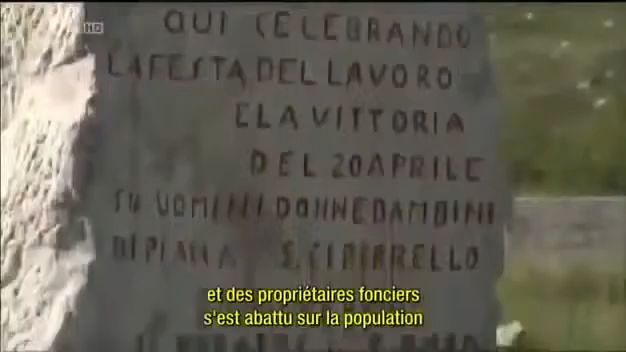 HD
QUI CELEBRANDO
LA FESTA DEL LAVORO
E LA VITTORIA
DEL 20 APRILE
SU UOMINI DONNE BAMBINI
DI PIANA S. CIPIRRELLO
et des propriétaires fonciers
s'est abattu sur la population